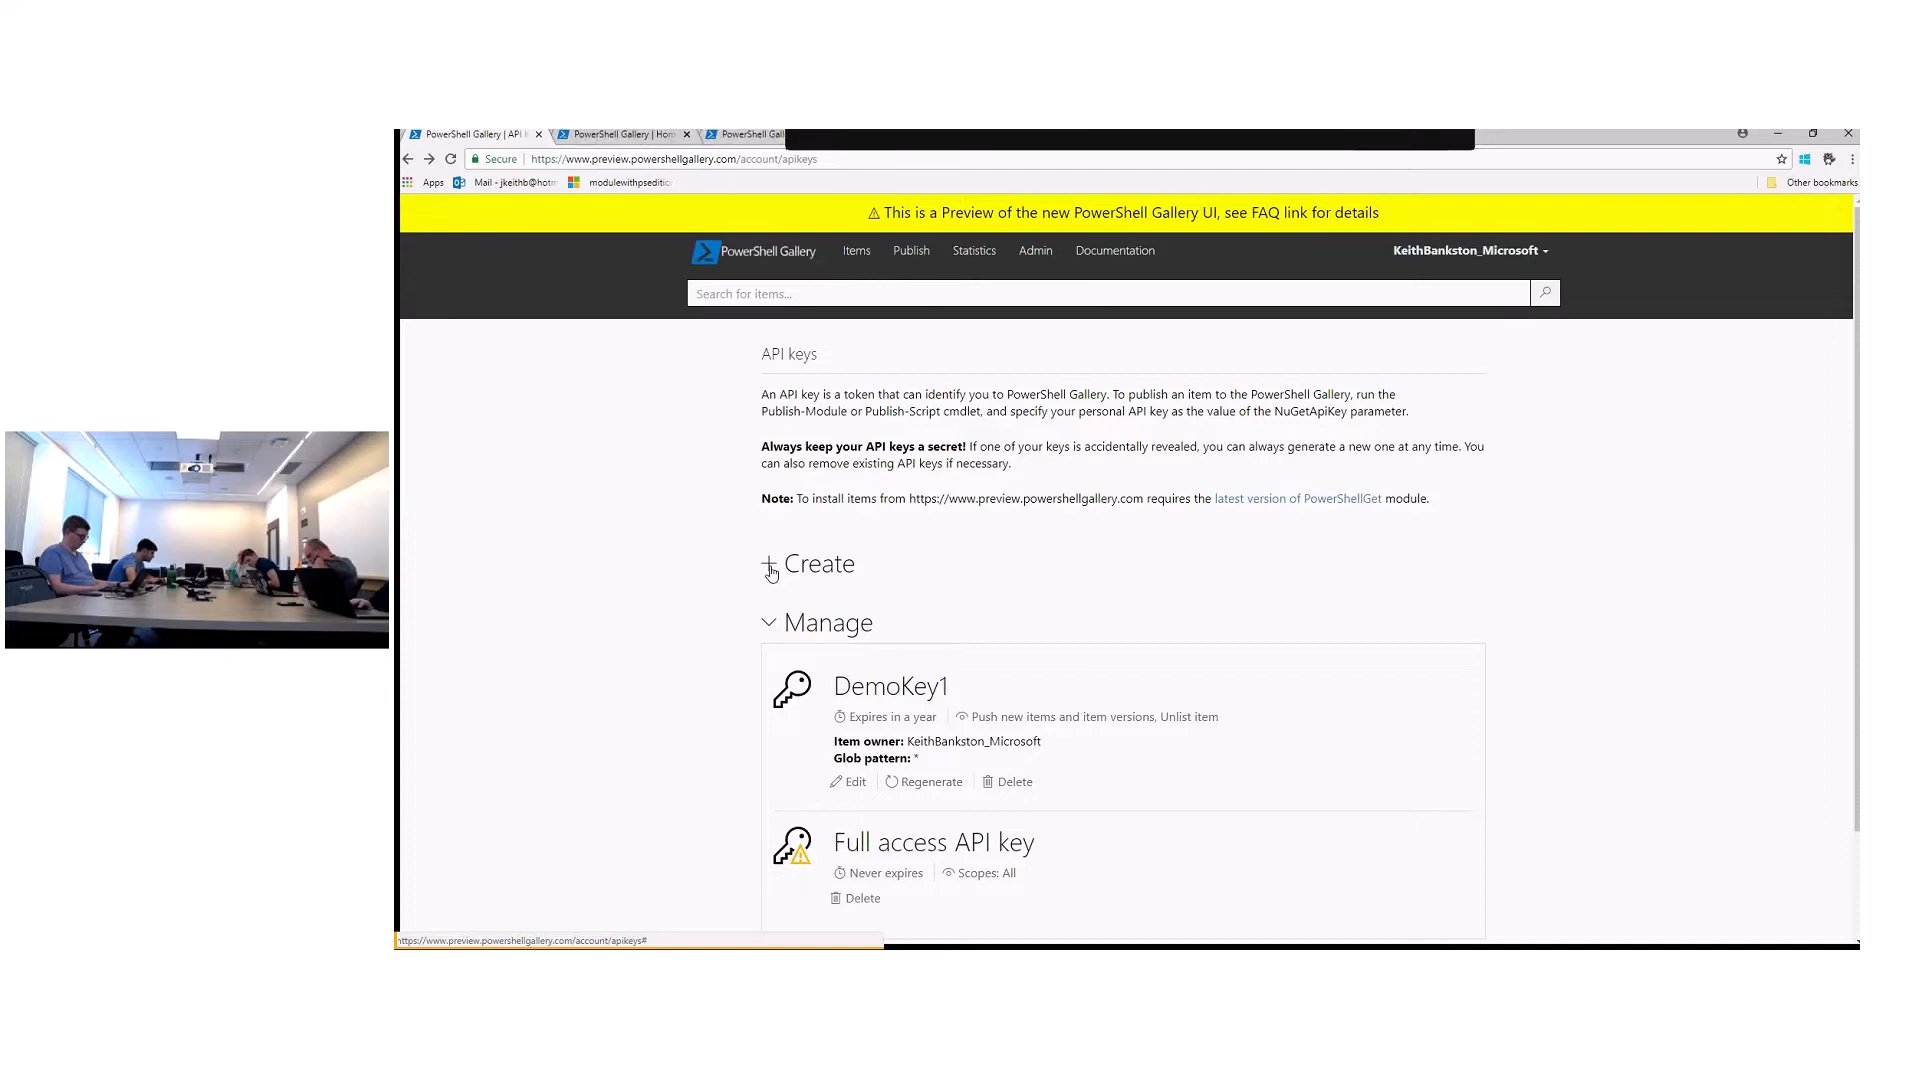 PowerShell Gallery | API
PowerShell Gallery | Hom
PowerShell Gal
Secure
https://www.preview.powershellgallery.com/account/apikeys
Apps
Mail - jkeithb@hotm
modulewithpsedition
Other bookmarks
This is a Preview of the new PowerShell Gallery UI, see FAQ link for details
PowerShell Gallery
Items
Publish
Statistics
Admin
Documentation
KeithBankston_Microsoft
Search for items...
API keys
An API key is a token that can identify you to PowerShell Gallery. To publish an item to the PowerShell Gallery, run the
Publish-Module or Publish-Script cmdlet, and specify your personal API key as the value of the NuGetApiKey parameter.
Always keep your API keys a secret! If one of your keys is accidentally revealed, you can always generate a new one at any time. You
can also remove existing API keys if necessary.
Note: To install items from https://www.preview.powershellgallery.com requires the latest version of PowerShellGet module.
Create
Manage
DemoKey1
Expires in a year
Push new items and item versions, Unlist item
Item owner: KeithBankston_Microsoft
Glob pattern: *
Edit
Regenerate
Delete
Full access API key
Never expires
Scopes: All
Delete
https://www.preview.powershellgallery.com/account/apikeys#